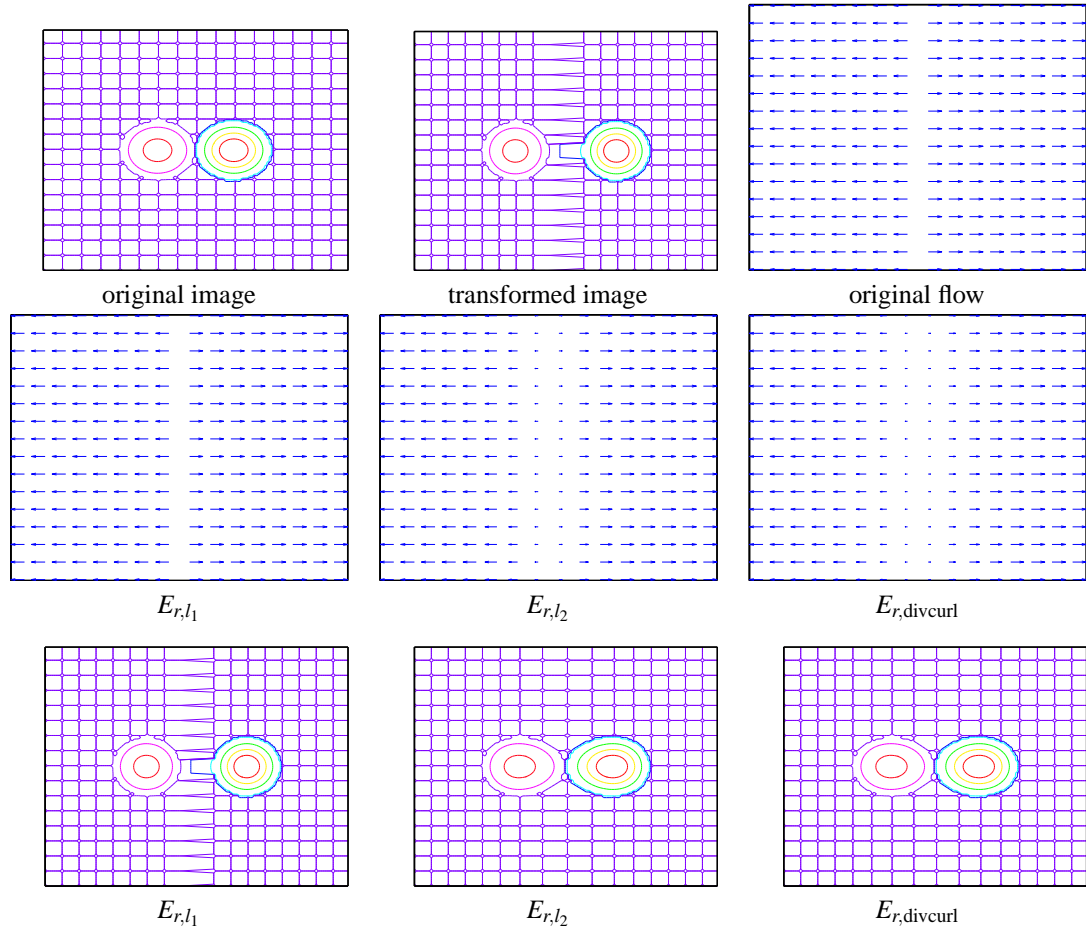 original image
transformed image
original flow
E_{r,l_1}
E_{r,l_2}
E_{r,divcurl}
E_{r,l_1}
E_{r,l_2}
E_{r,divcurl}